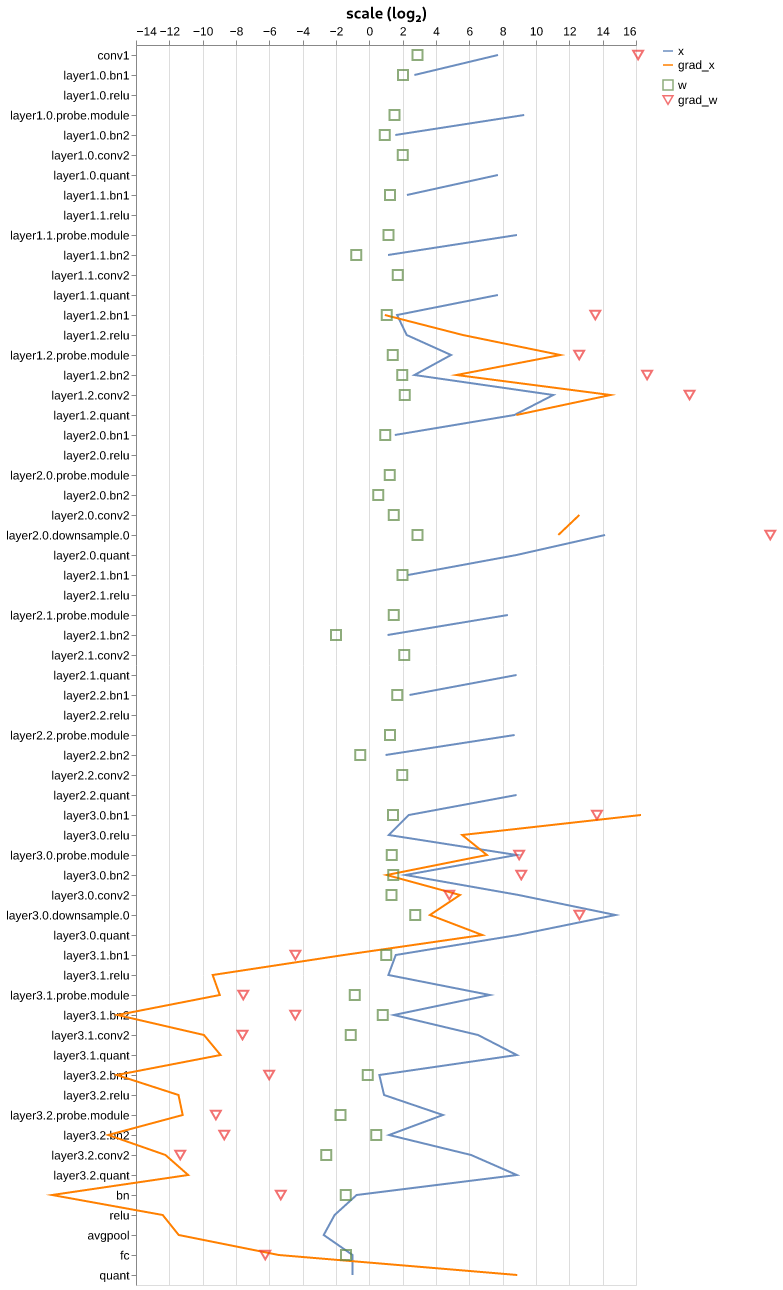 scale (log₂)
−14 −12 −10 −8 −6 −4 −2 0 2 4 6 8 10 12 14 16
x
grad_x
w
grad_w
conv1
layer1.0.bn1
layer1.0.relu
layer1.0.probe.module
layer1.0.bn2
layer1.0.conv2
layer1.0.quant
layer1.1.bn1
layer1.1.relu
layer1.1.probe.module
layer1.1.bn2
layer1.1.conv2
layer1.1.quant
layer1.2.bn1
layer1.2.relu
layer1.2.probe.module
layer1.2.bn2
layer1.2.conv2
layer1.2.quant
layer2.0.bn1
layer2.0.relu
layer2.0.probe.module
layer2.0.bn2
layer2.0.conv2
layer2.0.downsample.0
layer2.0.quant
layer2.1.bn1
layer2.1.relu
layer2.1.probe.module
layer2.1.bn2
layer2.1.conv2
layer2.1.quant
layer2.2.bn1
layer2.2.relu
layer2.2.probe.module
layer2.2.bn2
layer2.2.conv2
layer2.2.quant
layer3.0.bn1
layer3.0.relu
layer3.0.probe.module
layer3.0.bn2
layer3.0.conv2
layer3.0.downsample.0
layer3.0.quant
layer3.1.bn1
layer3.1.relu
layer3.1.probe.module
layer3.1.bn2
layer3.1.conv2
layer3.1.quant
layer3.2.bn1
layer3.2.relu
layer3.2.probe.module
layer3.2.bn2
layer3.2.conv2
layer3.2.quant
bn
relu
avgpool
fc
quant